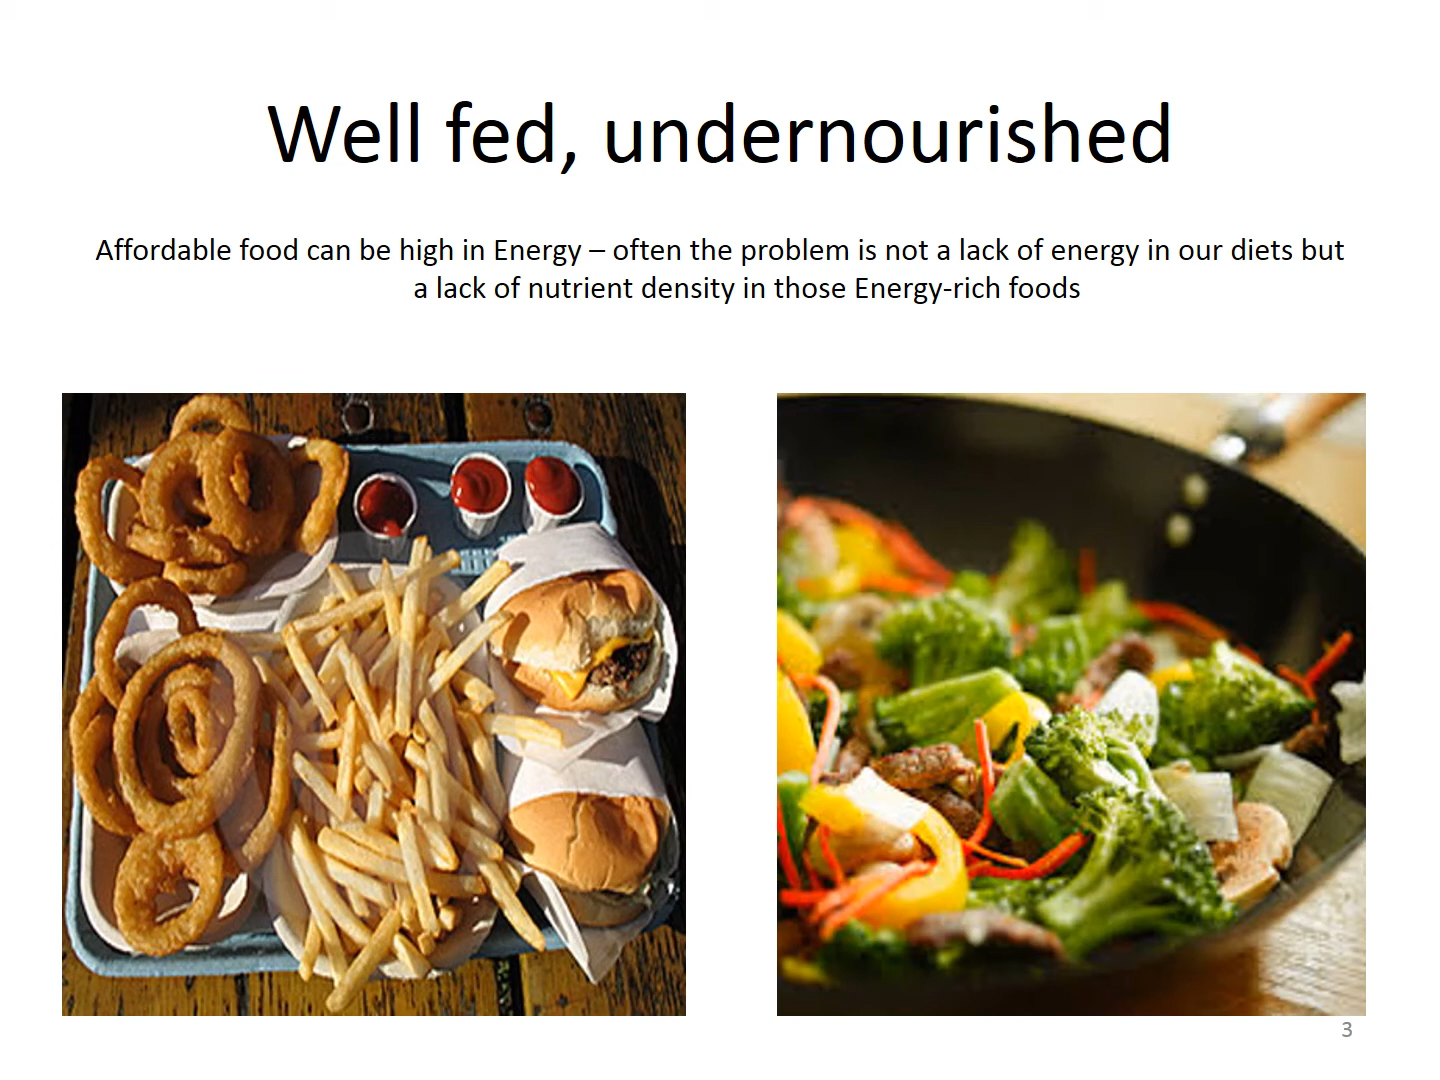 Well fed, undernourished
Affordable food can be high in Energy – often the problem is not a lack of energy in our diets but
a lack of nutrient density in those Energy-rich foods
3